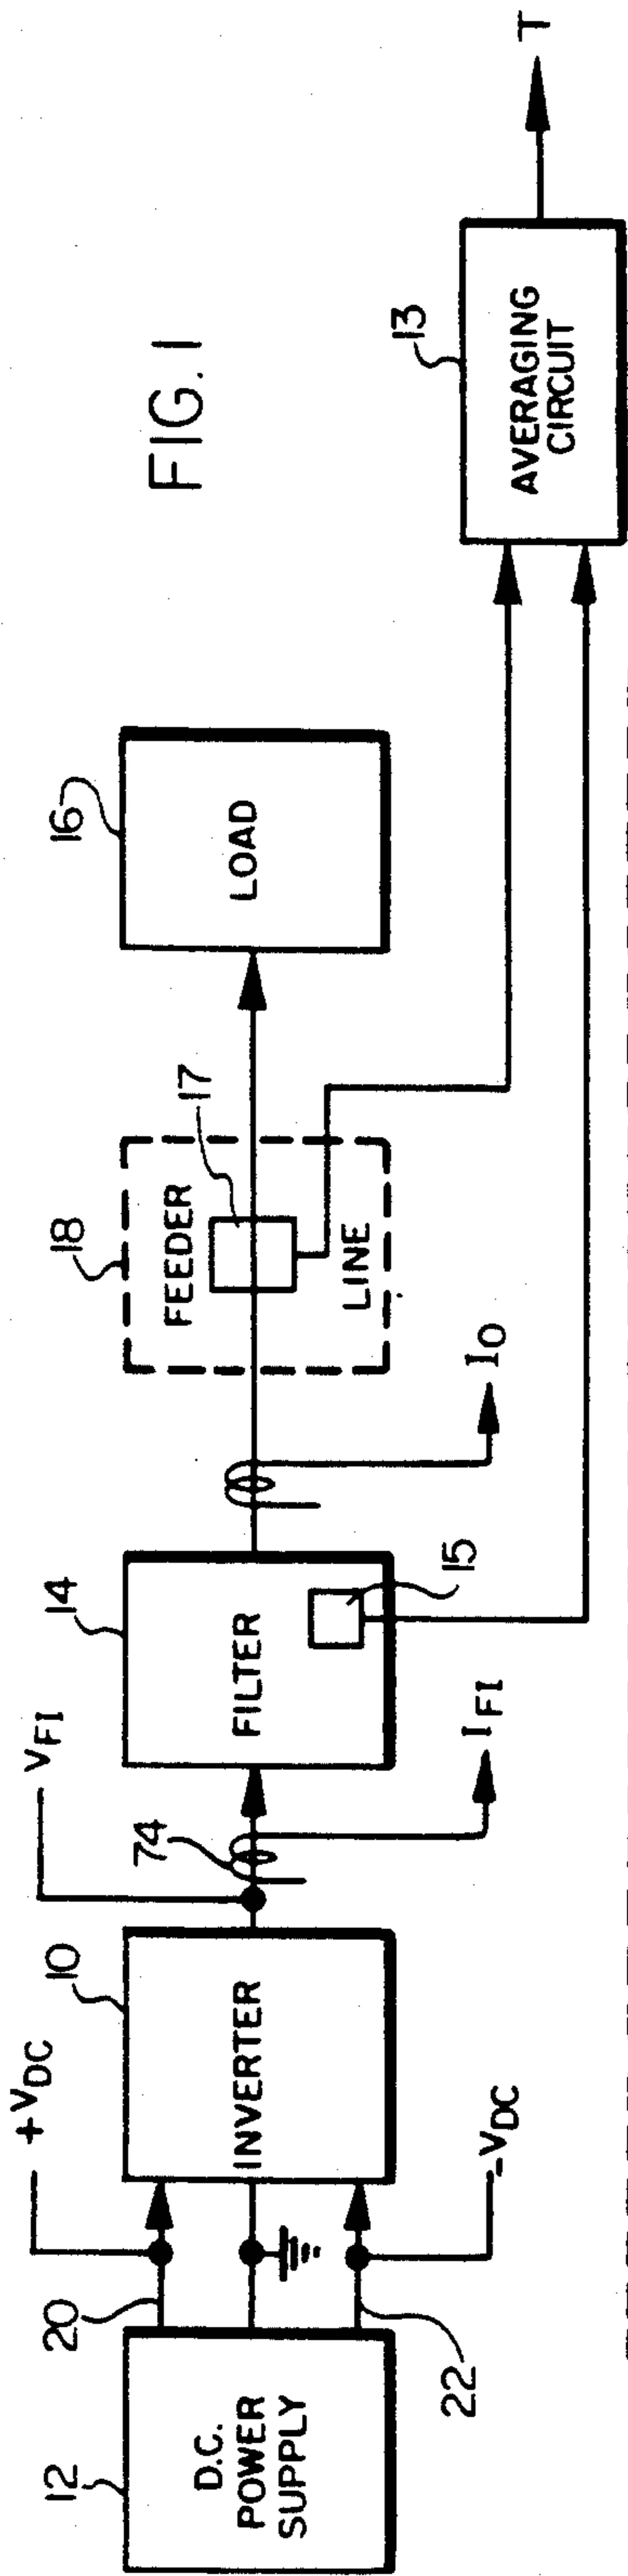 FIG. 1
12
D.C.
POWER
SUPPLY
20
22
+VDC
-VDC
10
INVERTER
VFI
74
IFI
14
FILTER
15
IO
18
FEEDER
LINE
17
16
LOAD
13
AVERAGING
CIRCUIT
T